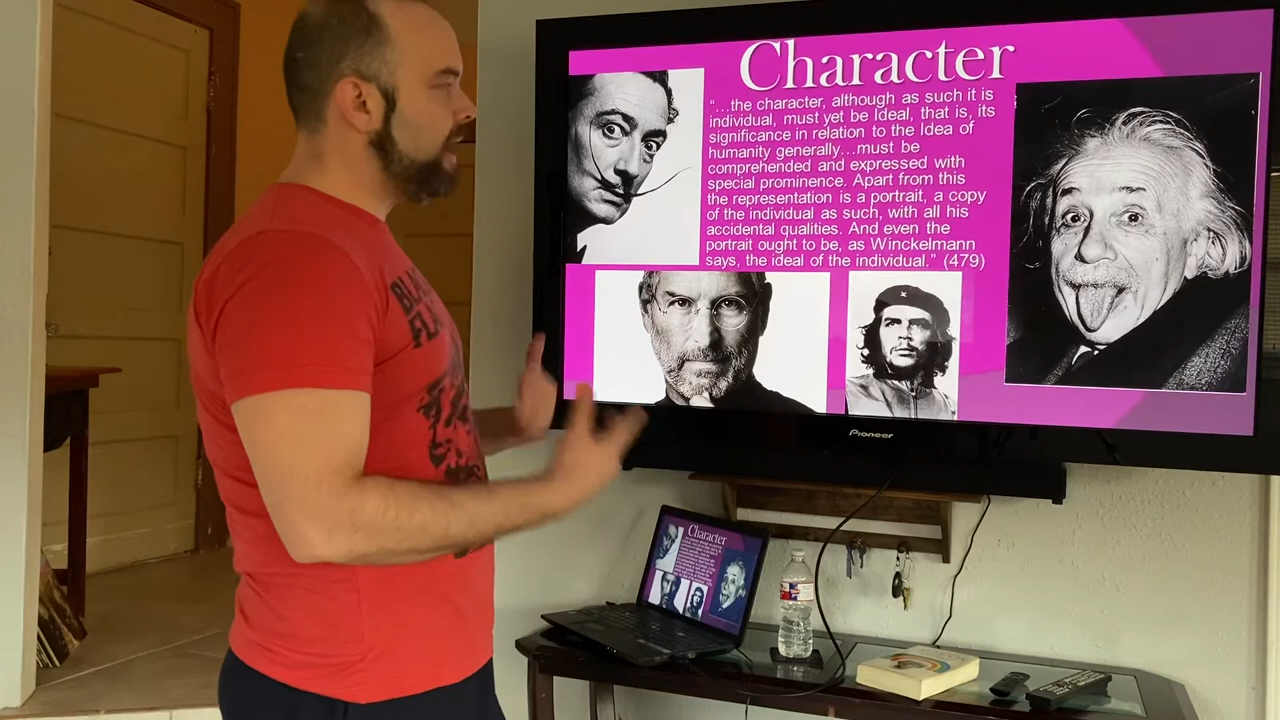 Character
“…the character, although as such it is
individual, must yet be Ideal, that is, its
significance in relation to the Idea of
humanity generally…must be
comprehended and expressed with
special prominence. Apart from this
the representation is a portrait, a copy
of the individual as such, with all his
accidental qualities. And even the
portrait ought to be, as Winckelmann
says, the ideal of the individual.” (479)
Pioneer
BLACK
FLA
Character